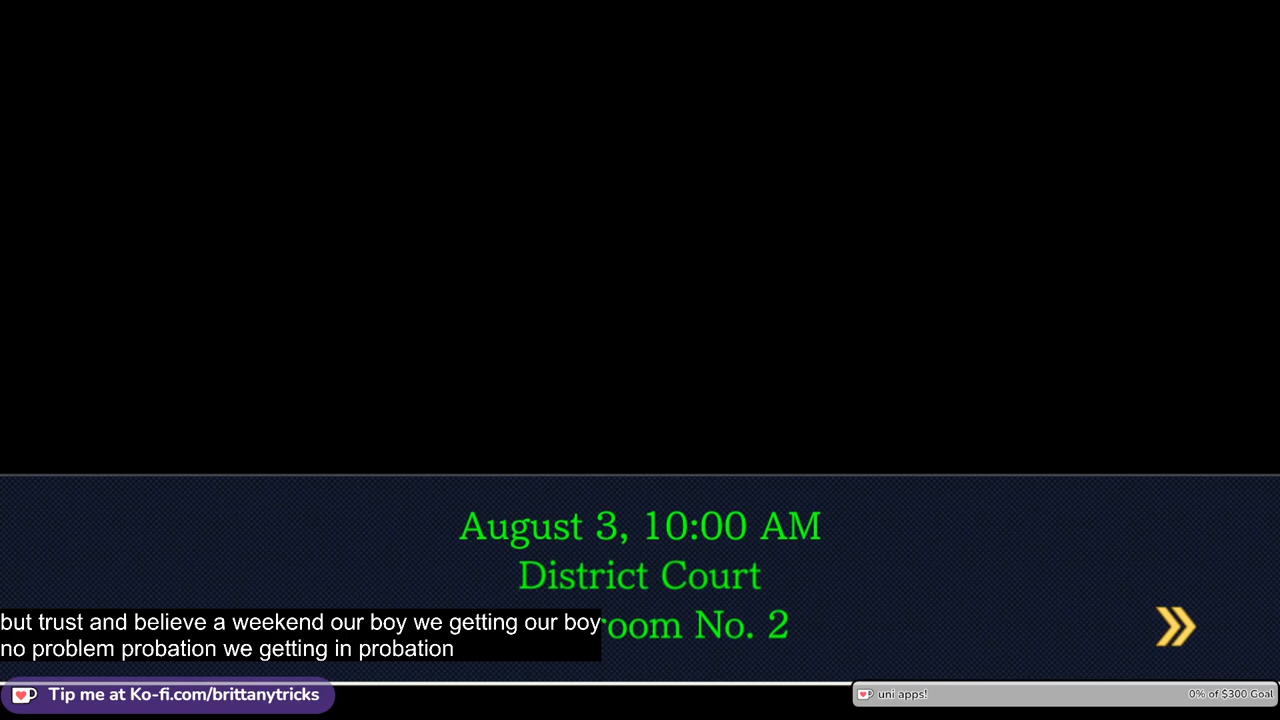 August 3, 10:00 AM
District Court
room No. 2
but trust and believe a weekend our boy we getting our boy
no problem probation we getting in probation
Tip me at Ko-fi.com/brittanytricks
uni apps!
0% of $300 Goal